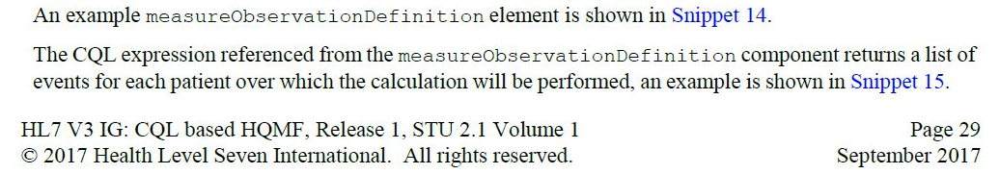 An example measureObservationDefinition element is shown in Snippet 14.
The CQL expression referenced from the measureObservationDefinition component returns a list of
events for each patient over which the calculation will be performed, an example is shown in Snippet 15.
HL7 V3 IG: CQL based HQMF, Release 1, STU 2.1 Volume 1 Page 29
© 2017 Health Level Seven International.  All rights reserved. September 2017